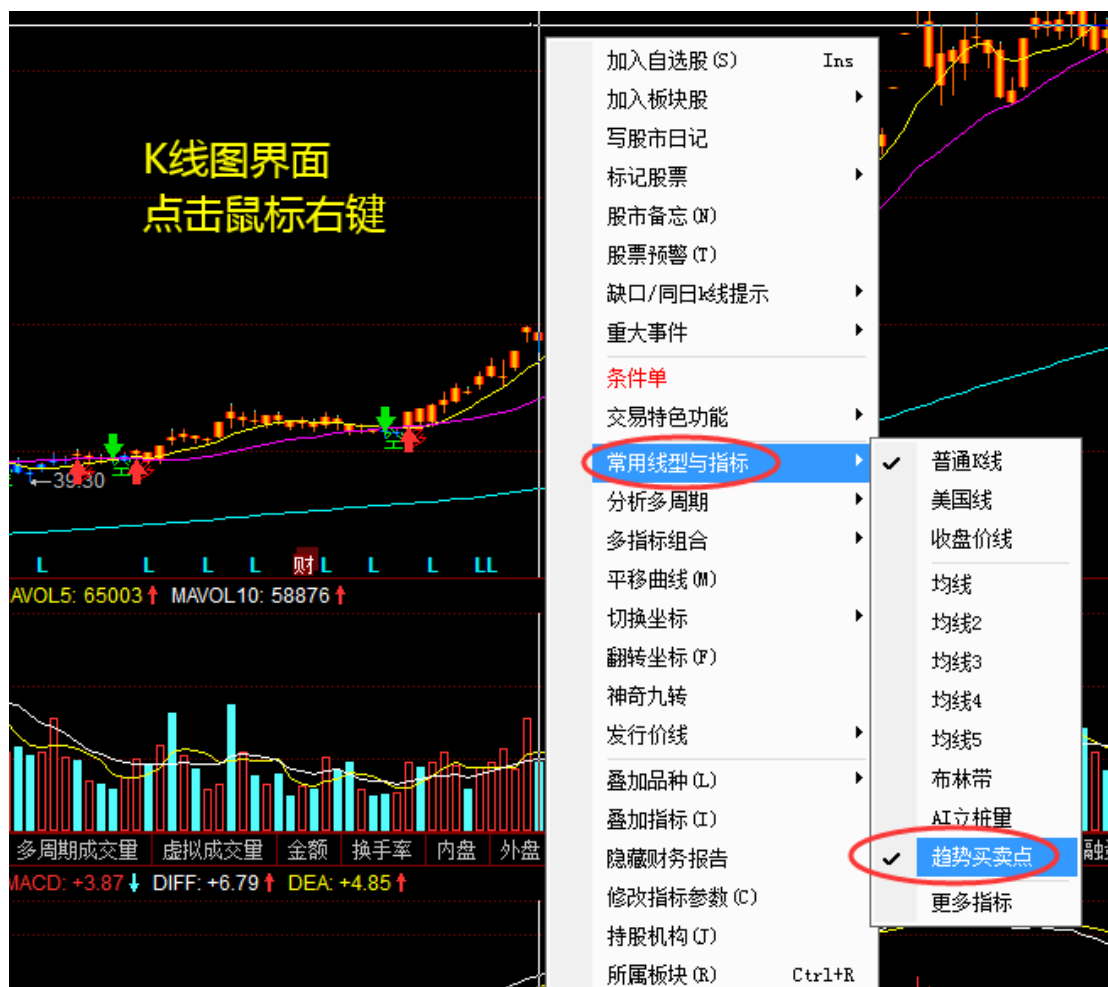 K线图界面
点击鼠标右键
←39.30
空
空
L L L L 财 L L L LL
AVOL5: 65003↑ MAVOL10: 58876↑
多周期成交量 虚拟成交量 金额 换手率 内盘 外盘
MACD: +3.87↓ DIFF: +6.79↑ DEA: +4.85↑
加入自选股(S) Ins
加入板块股
写股市日记
标记股票
股市备忘(N)
股票预警(T)
缺口/同日k线提示
重大事件
条件单
交易特色功能
常用线型与指标
分析多周期
多指标组合
平移曲线(M)
切换坐标
翻转坐标(F)
神奇九转
发行价线
叠加品种(L)
叠加指标(I)
隐藏财务报告
修改指标参数(C)
持股机构(J)
所属板块(R) Ctrl+R
普通K线
美国线
收盘价线
均线
均线2
均线3
均线4
均线5
布林带
AI立桩量
趋势买卖点
更多指标
融